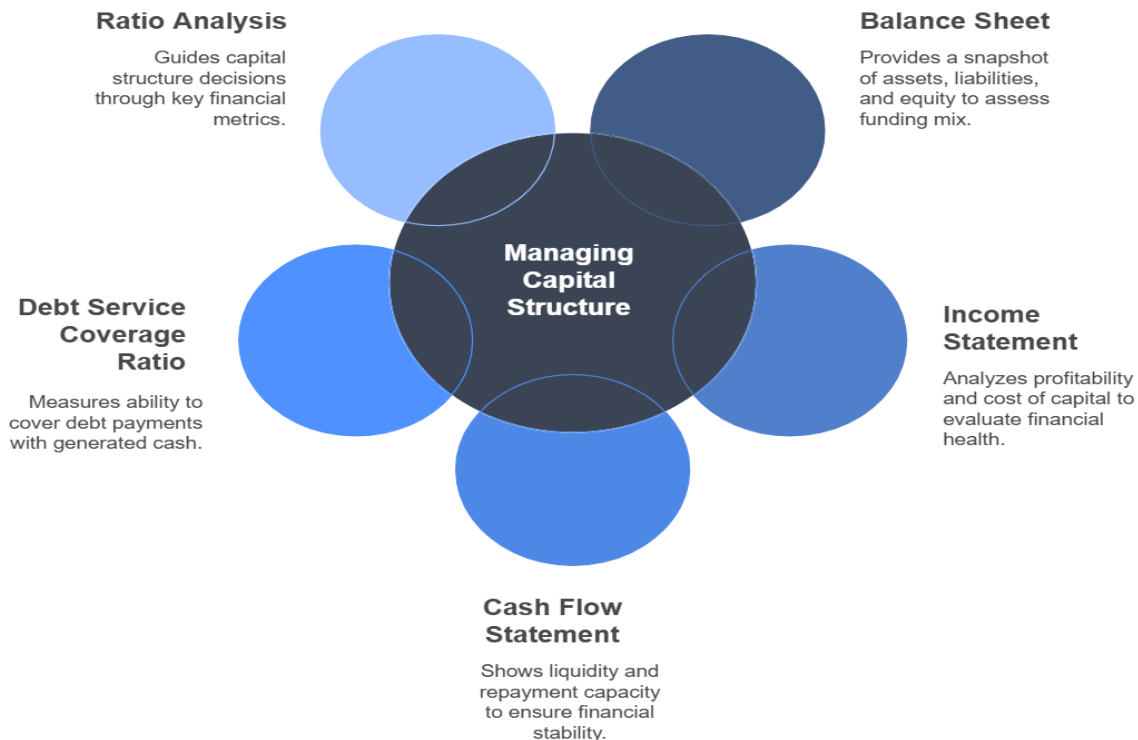 Ratio Analysis
Guides capital
structure decisions
through key financial
metrics.
Balance Sheet
Provides a snapshot
of assets, liabilities,
and equity to assess
funding mix.
Managing
Capital
Structure
Debt Service
Coverage
Ratio
Measures ability to
cover debt payments
with generated cash.
Income
Statement
Analyzes profitability
and cost of capital to
evaluate financial
health.
Cash Flow
Statement
Shows liquidity and
repayment capacity
to ensure financial
stability.